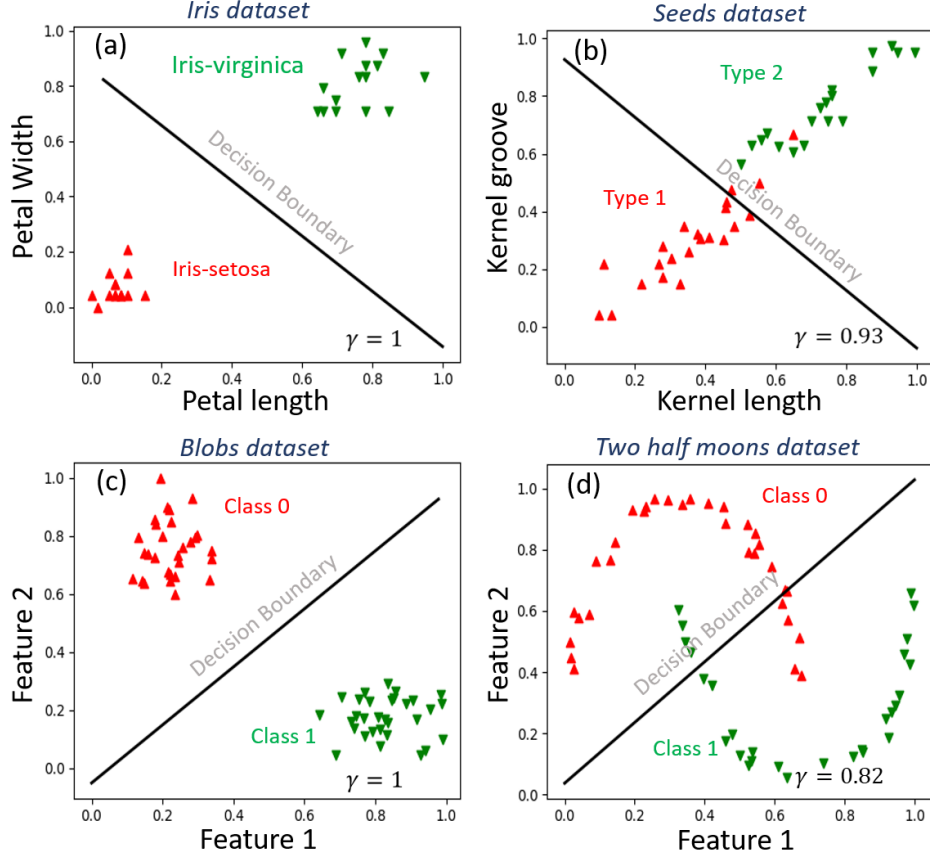 Iris dataset
(a)
Iris-virginica
Decision Boundary
Iris-setosa
γ = 1
Petal Width
1.0
0.8
0.6
0.4
0.2
0.0
0.0 0.2 0.4 0.6 0.8 1.0
Petal length
Seeds dataset
(b)
Type 2
Decision Boundary
Type 1
γ = 0.93
Kernel groove
1.0
0.8
0.6
0.4
0.2
0.0
0.0 0.2 0.4 0.6 0.8 1.0
Kernel length
Blobs dataset
(c)
Class 0
Decision Boundary
Class 1
γ = 1
Feature 2
1.0
0.8
0.6
0.4
0.2
0.0
0.0 0.2 0.4 0.6 0.8 1.0
Feature 1
Two half moons dataset
(d)
Class 0
Decision Boundary
Class 1
γ = 0.82
Feature 2
1.0
0.8
0.6
0.4
0.2
0.0
0.0 0.2 0.4 0.6 0.8 1.0
Feature 1